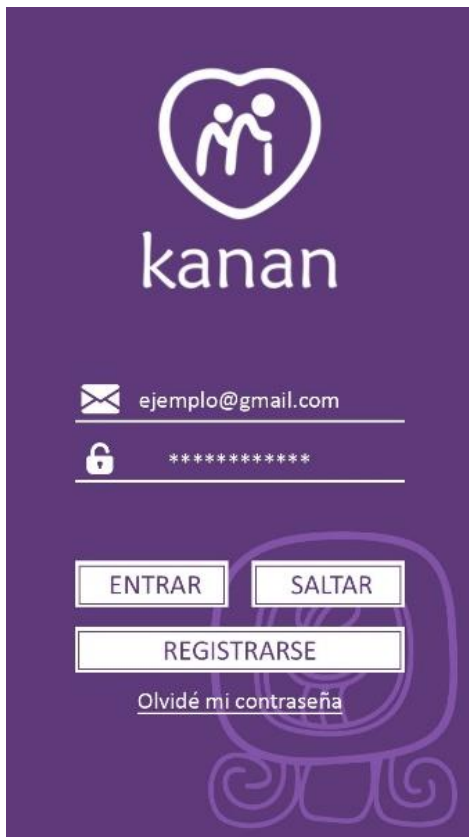 kanan
ejemplo@gmail.com
************
ENTRAR SALTAR
REGISTRARSE
Olvidé mi contraseña